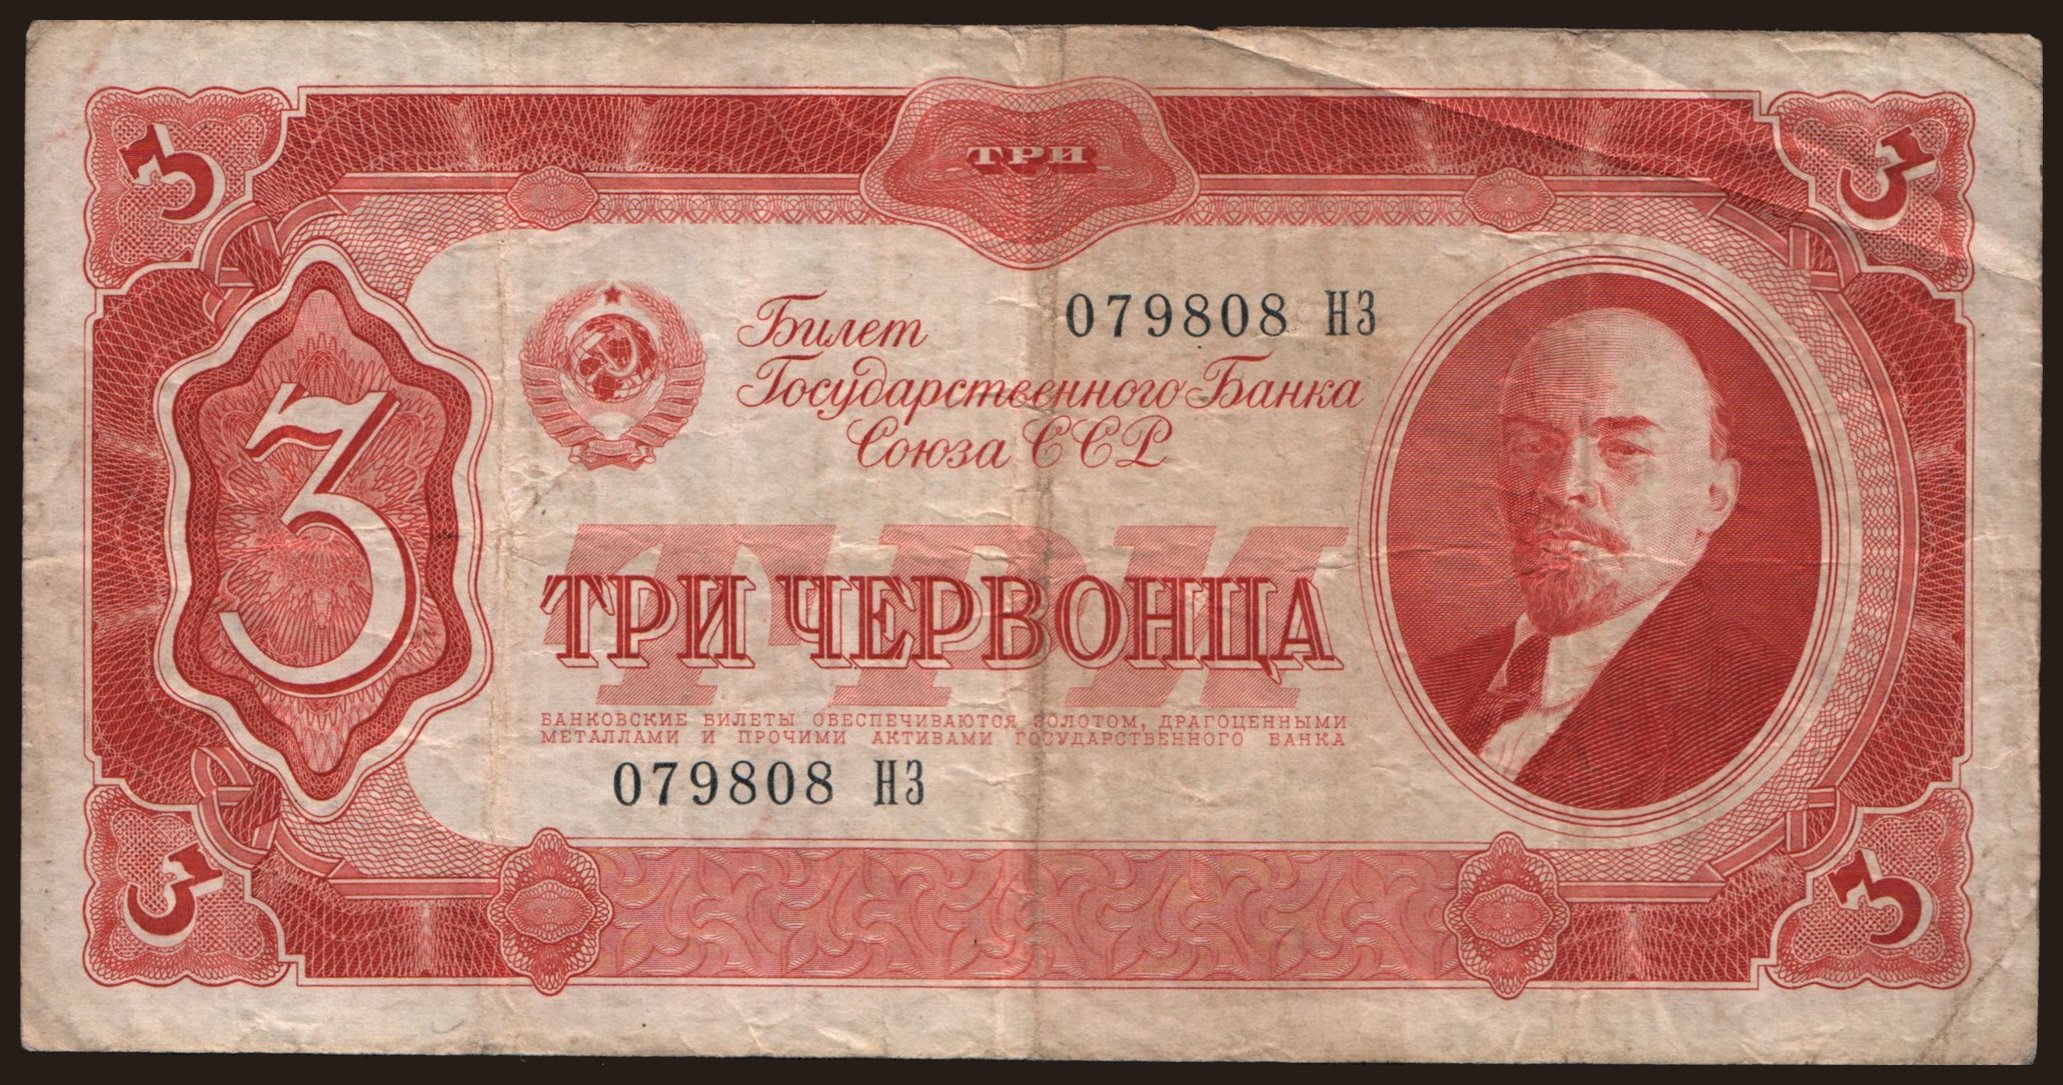 3
ТРИ
3
Билет
079808 НЗ
Государственного Банка
Союза ССР
3
ТРИ
ТРИ ЧЕРВОНЦА
БАНКОВСКИЕ БИЛЕТЫ ОБЕСПЕЧИВАЮТСЯ ЗОЛОТОМ, ДРАГОЦЕННЫМИ
МЕТАЛЛАМИ И ПРОЧИМИ АКТИВАМИ ГОСУДАРСТВЕННОГО БАНКА
079808 НЗ
3
3